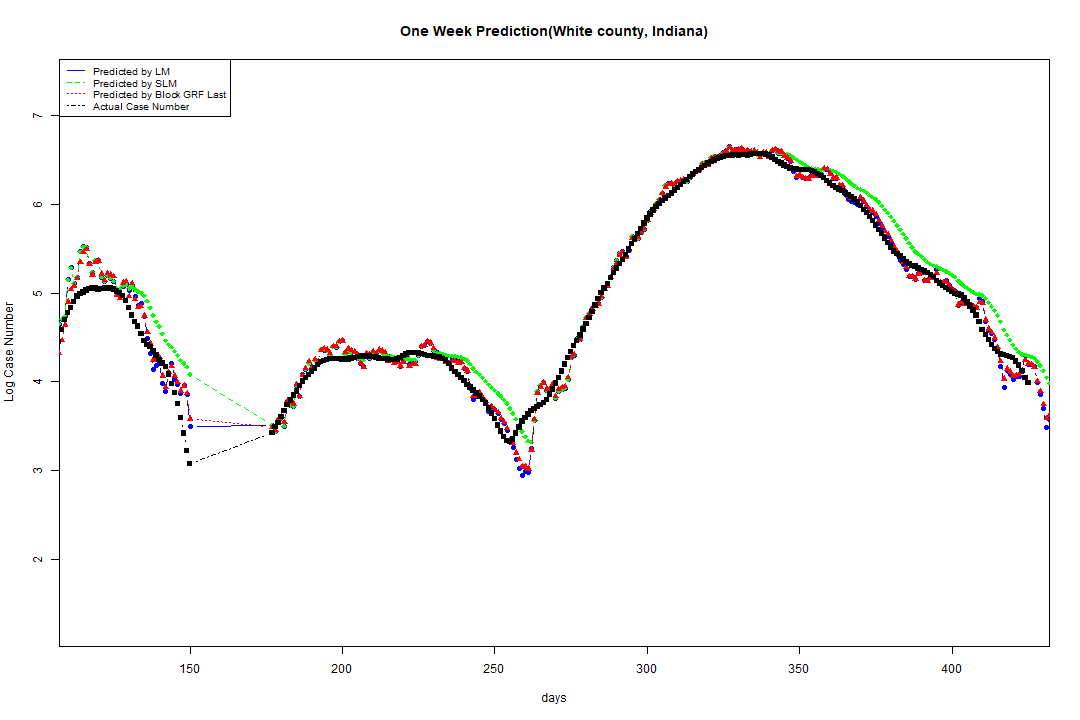 One Week Prediction(White county, Indiana)
Predicted by LM
Predicted by SLM
Predicted by Block GRF Last
Actual Case Number
Log Case Number
7
6
5
4
3
2
150 200 250 300 350 400
days